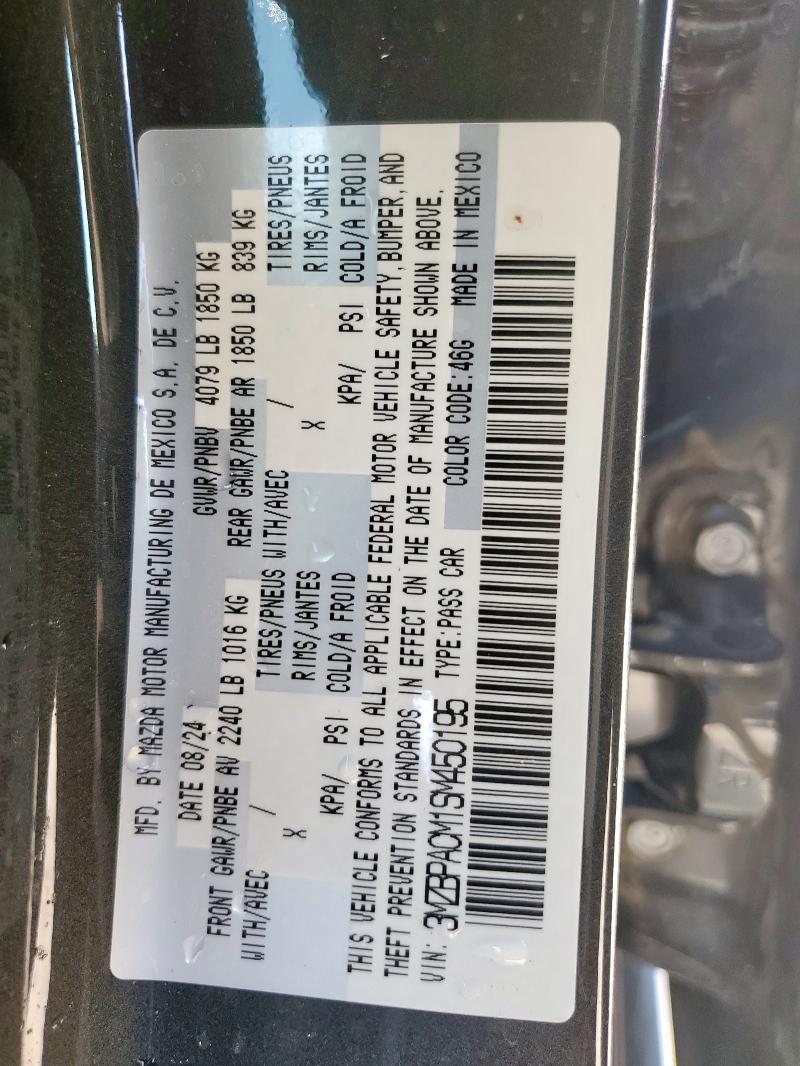 MFD. BY MAZDA MOTOR MANUFACTURING DE MEXICO S.A. DE C.V.
DATE 08/24 GVWR/PNBV 4079 LB 1850 KG
FRONT GAWR/PNBE AV 2240 LB 1016 KG REAR GAWR/PNBE AR 1850 LB 839 KG
WITH/AVEC / TIRES/PNEUS WITH/AVEC / TIRES/PNEUS
X RIMS/JANTES X RIMS/JANTES
KPA/ PSI COLD/A FROID KPA/ PSI COLD/A FROID
THIS VEHICLE CONFORMS TO ALL APPLICABLE FEDERAL MOTOR VEHICLE SAFETY, BUMPER, AND
THEFT PREVENTION STANDARDS IN EFFECT ON THE DATE OF MANUFACTURE SHOWN ABOVE.
VIN: 3MZBPACM1SM450195 TYPE:PASS CAR COLOR CODE:46G MADE IN MEXICO